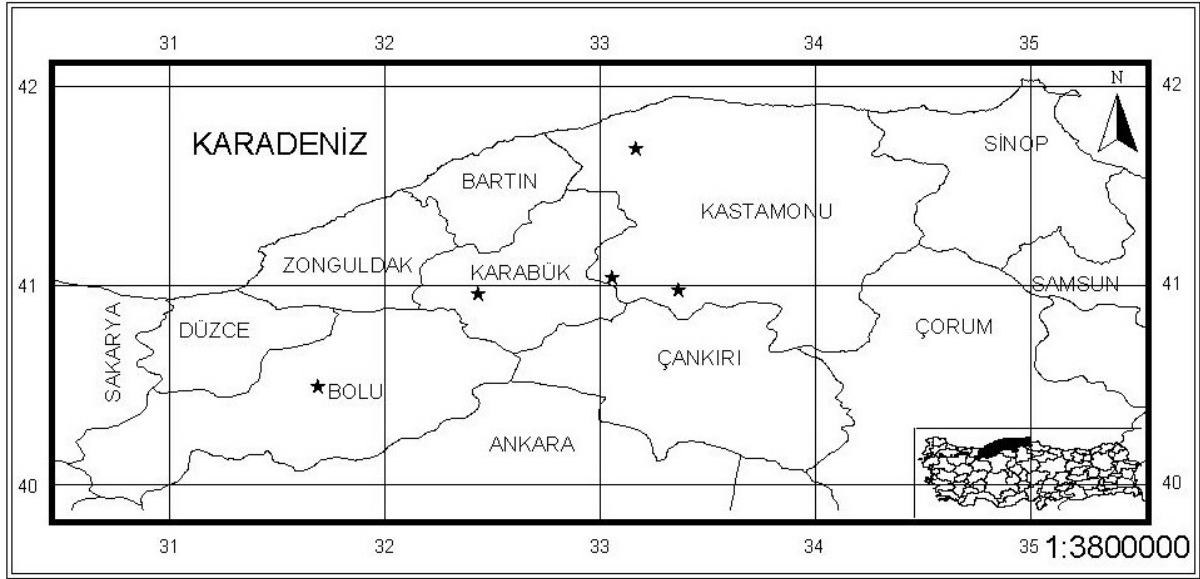 31 32 33 34 35
42 42
N
KARADENİZ
SİNOP
BARTIN
KASTAMONU
ZONGULDAK
KARABÜK
41 41
SAMSUN
SAKARYA
DÜZCE
ÇORUM
ÇANKIRI
BOLU
ANKARA
40 40
31 32 33 34 35
1:3800000